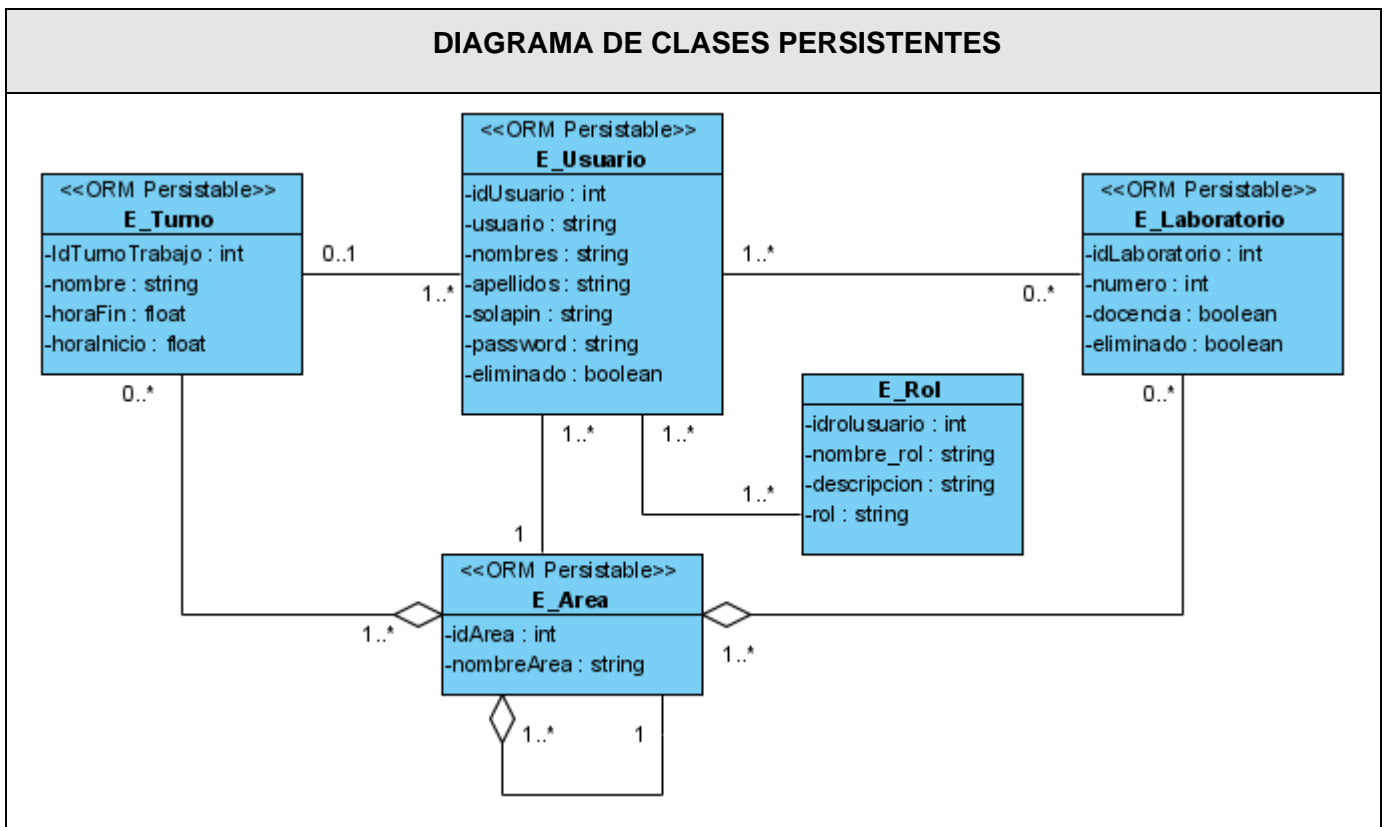 DIAGRAMA DE CLASES PERSISTENTES
<<ORM Persistable>>
E_Usuario
-idUsuario : int
-usuario : string
-nombres : string
-apellidos : string
-solapin : string
-password : string
-eliminado : boolean
<<ORM Persistable>>
E_Turno
-IdTurnoTrabajo : int
-nombre : string
-horaFin : float
-horaInicio : float
<<ORM Persistable>>
E_Laboratorio
-idLaboratorio : int
-numero : int
-docencia : boolean
-eliminado : boolean
0..1
1..*
1..*
0..*
E_Rol
-idrolusuario : int
-nombre_rol : string
-descripcion : string
-rol : string
0..*
1..*
1..*
0..*
1..*
1
<<ORM Persistable>>
E_Area
-idArea : int
-nombreArea : string
1..*
1..*
1..*
1